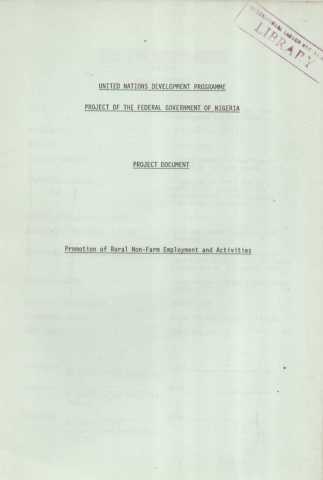 LIBRARY
UNITED NATIONS DEVELOPMENT PROGRAMME
PROJECT OF THE FEDERAL GOVERNMENT OF NIGERIA
PROJECT DOCUMENT
Promotion of Rural Non-Farm Employment and Activities